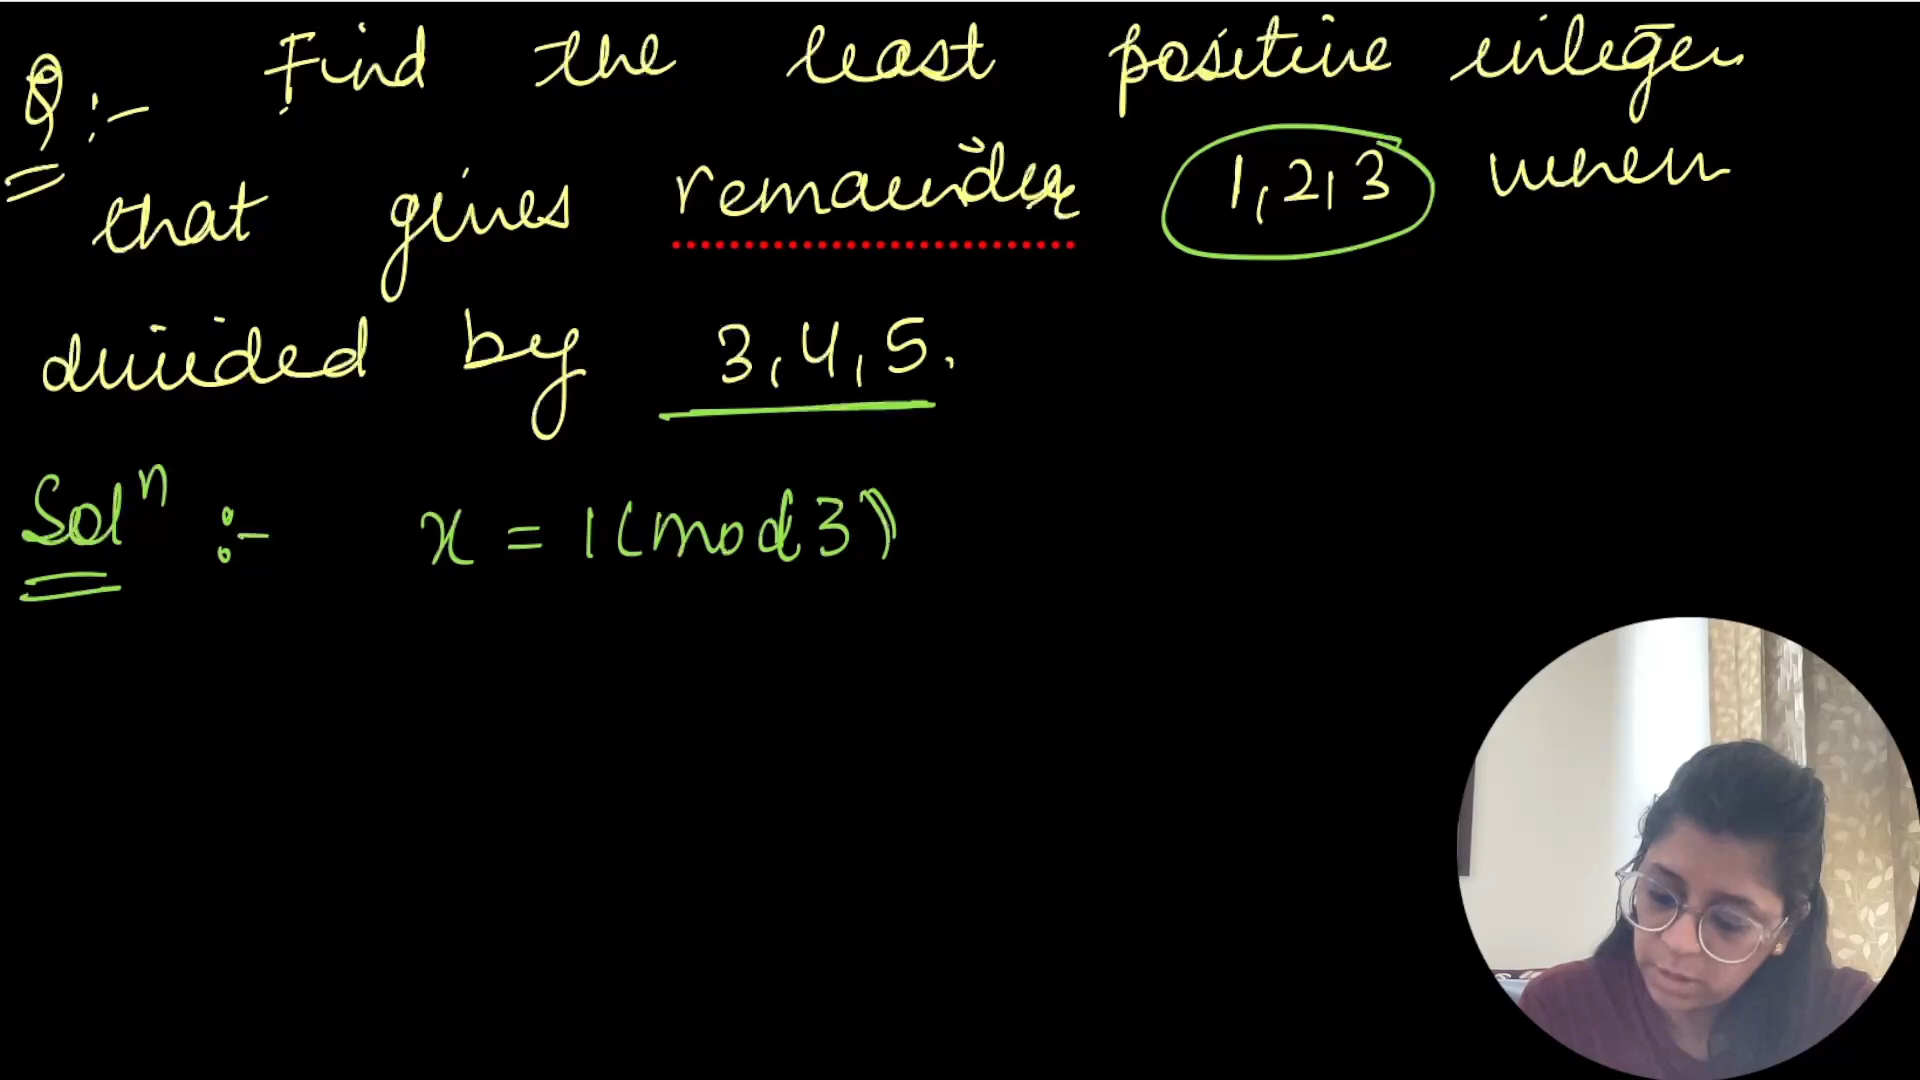 Q:- Find the least positive integer
that gives remainder 1,2,3 when
divided by 3,4,5.
Solⁿ :- x = 1(mod 3)